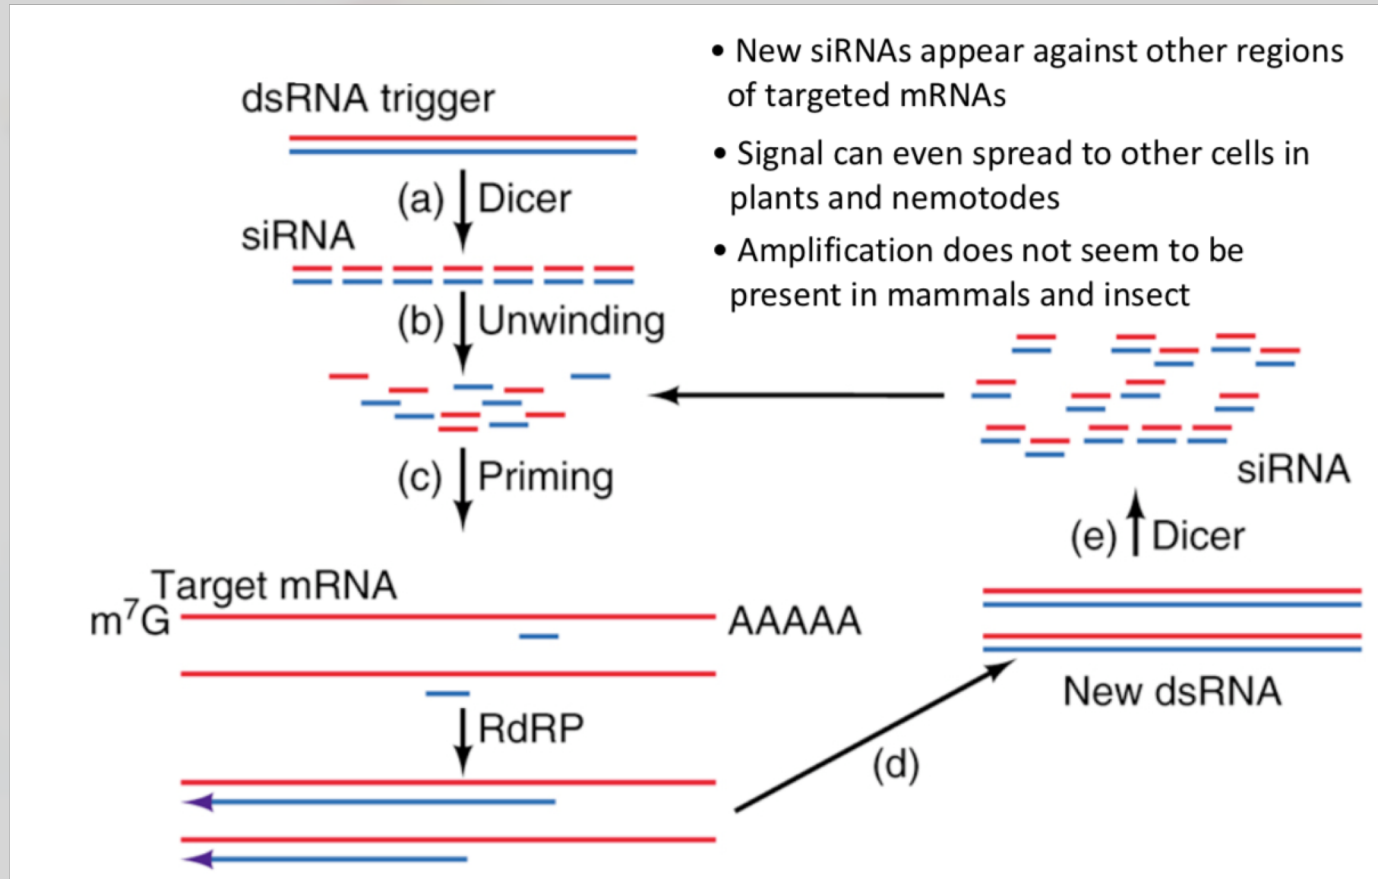 • New siRNAs appear against other regions
of targeted mRNAs
• Signal can even spread to other cells in
plants and nemotodes
• Amplification does not seem to be
present in mammals and insect
dsRNA trigger
(a) Dicer
siRNA
(b) Unwinding
(c) Priming
Target mRNA
m⁷G AAAAA
RdRP
(d)
New dsRNA
(e) Dicer
siRNA